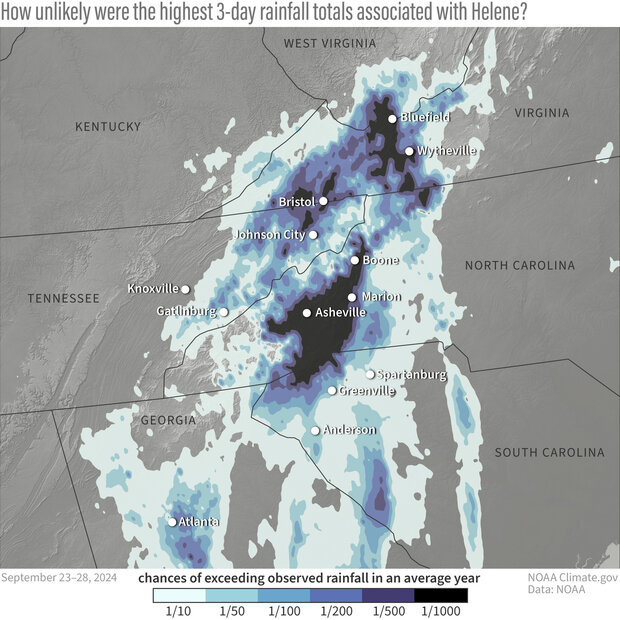 How unlikely were the highest 3-day rainfall totals associated with Helene?
WEST VIRGINIA
KENTUCKY
Bluefield
VIRGINIA
Wytheville
Bristol
Johnson City
Boone
NORTH CAROLINA
Knoxville
TENNESSEE
Marion
Gatlinburg
Asheville
Spartanburg
Greenville
GEORGIA
Anderson
SOUTH CAROLINA
Atlanta
September 23–28, 2024
chances of exceeding observed rainfall in an average year
NOAA Climate.gov
Data: NOAA
1/10 1/50 1/100 1/200 1/500 1/1000